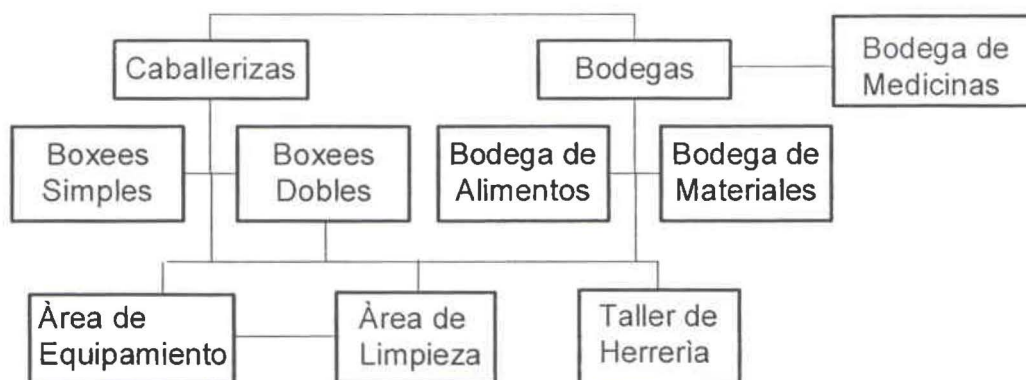 Caballerizas
Bodegas
Bodega de
Medicinas
Boxees
Simples
Boxees
Dobles
Bodega de
Alimentos
Bodega de
Materiales
Àrea de
Equipamiento
Àrea de
Limpieza
Taller de
Herrerìa